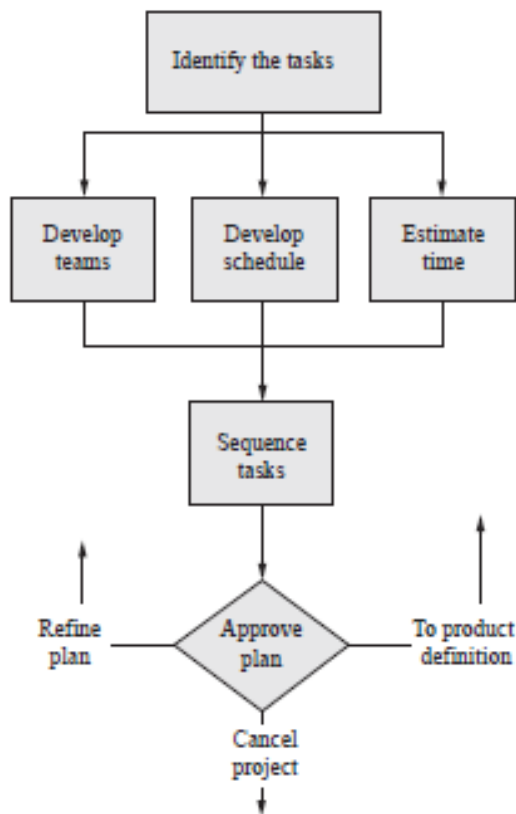 Identify the tasks
Develop
teams
Develop
schedule
Estimate
time
Sequence
tasks
Refine
plan
Approve
plan
To product
definition
Cancel
project